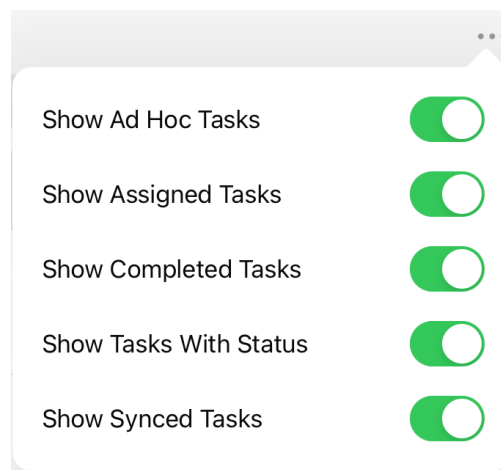 Show Ad Hoc Tasks
Show Assigned Tasks
Show Completed Tasks
Show Tasks With Status
Show Synced Tasks